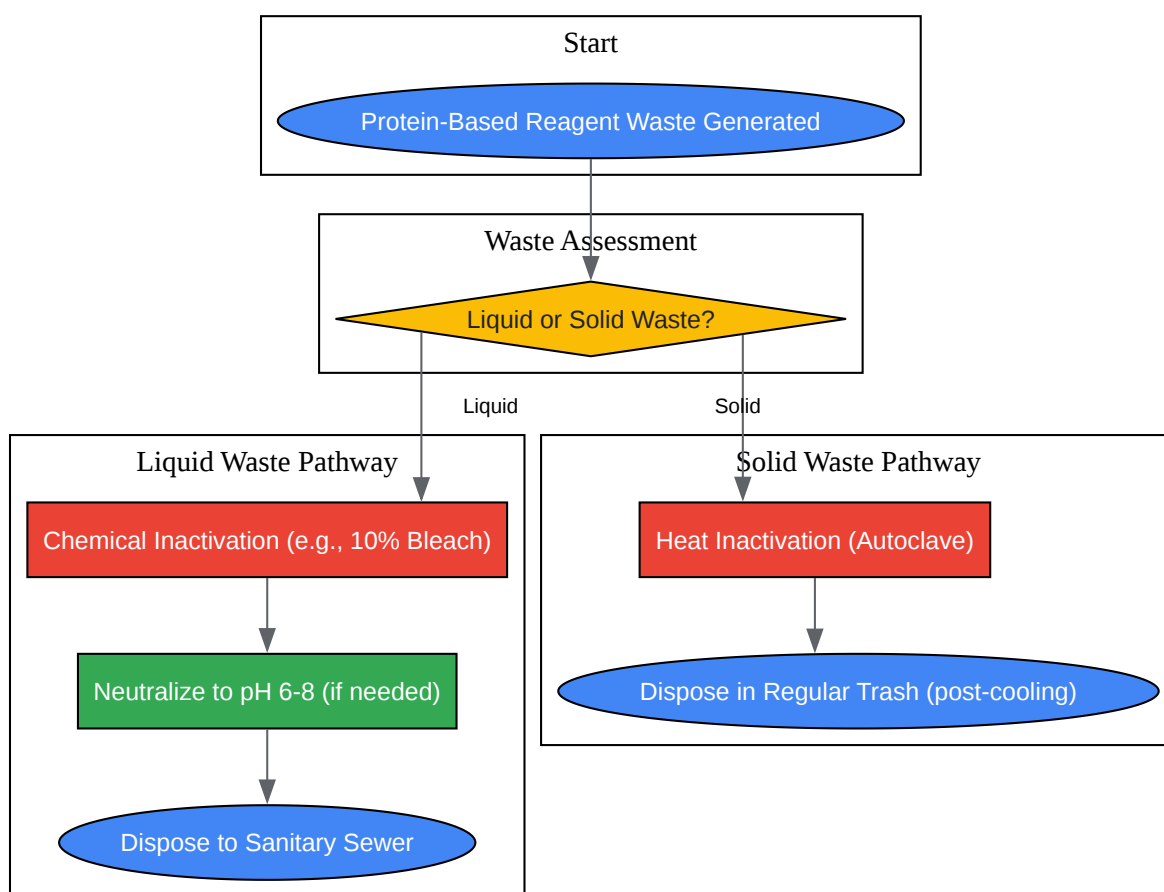 Start
Protein-Based Reagent Waste Generated
Waste Assessment
Liquid or Solid Waste?
Liquid
Solid
Liquid Waste Pathway
Chemical Inactivation (e.g., 10% Bleach)
Neutralize to pH 6-8 (if needed)
Dispose to Sanitary Sewer
Solid Waste Pathway
Heat Inactivation (Autoclave)
Dispose in Regular Trash (post-cooling)